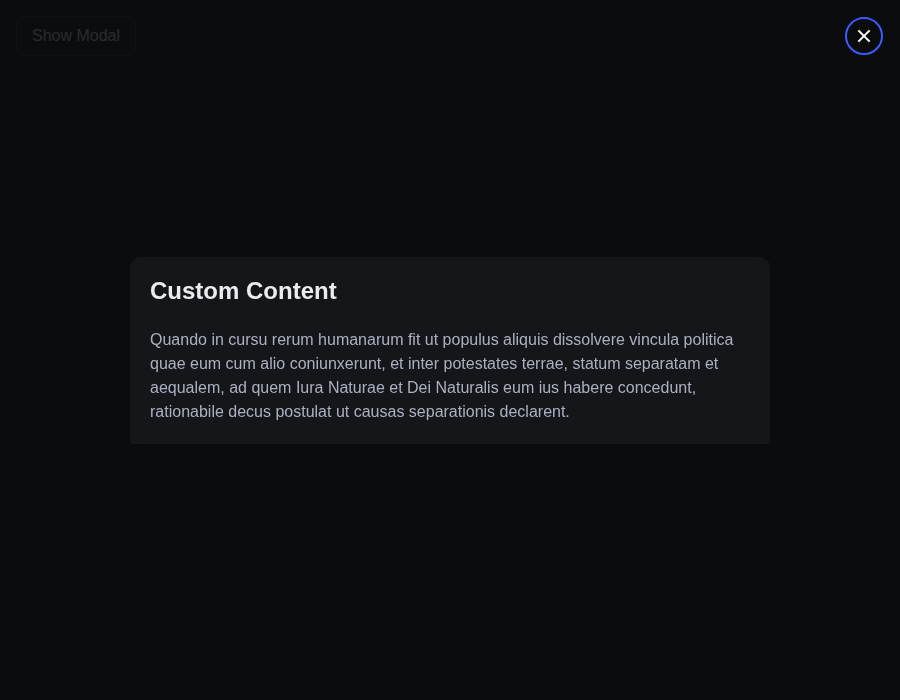 Show Modal
Custom Content
Quando in cursu rerum humanarum fit ut populus aliquis dissolvere vincula politica
quae eum cum alio coniunxerunt, et inter potestates terrae, statum separatam et
aequalem, ad quem Iura Naturae et Dei Naturalis eum ius habere concedunt,
rationabile decus postulat ut causas separationis declarent.